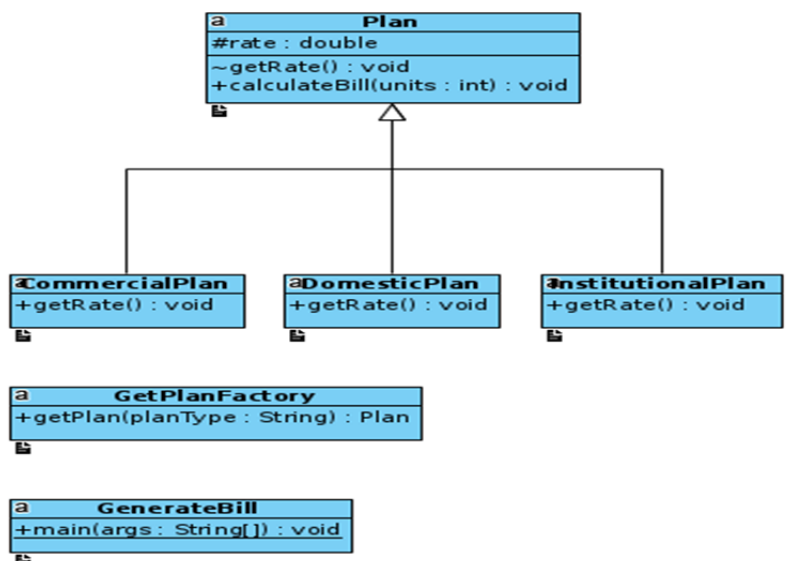 a Plan
#rate : double
~getRate() : void
+calculateBill(units : int) : void
a CommercialPlan
+getRate() : void
a DomesticPlan
+getRate() : void
a InstitutionalPlan
+getRate() : void
a GetPlanFactory
+getPlan(planType : String) : Plan
a GenerateBill
+main(args : String[]) : void